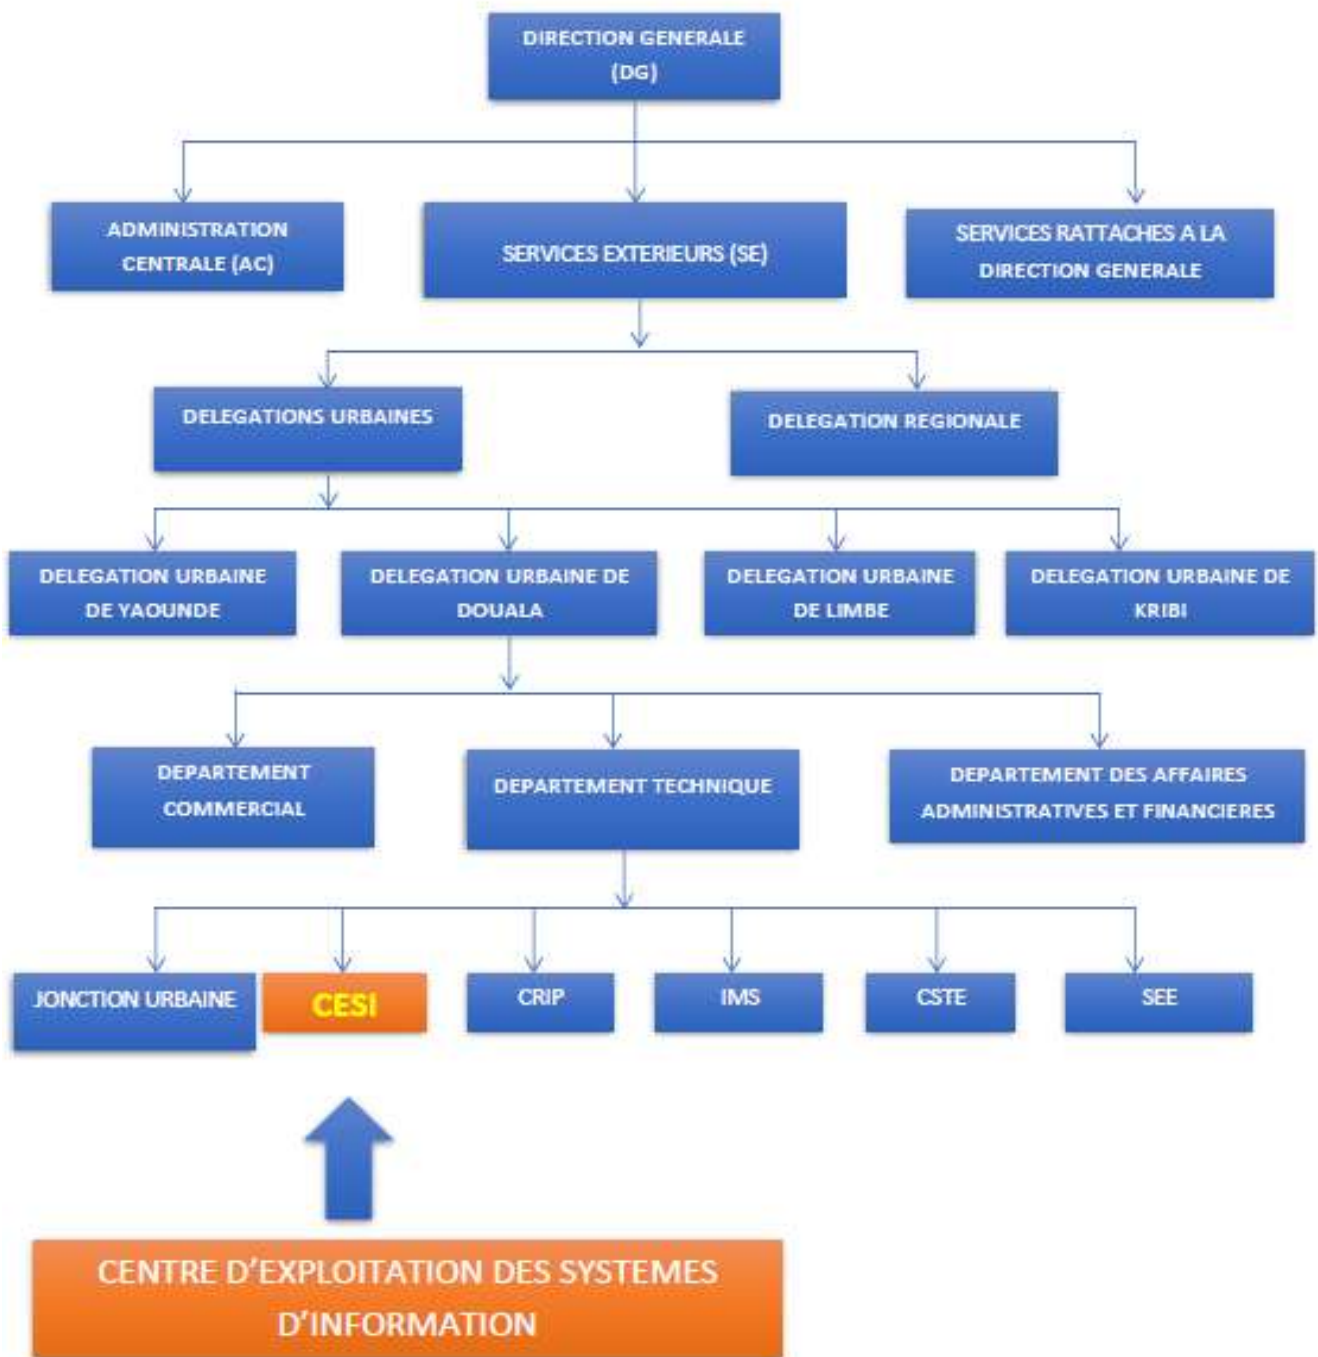 DIRECTION GENERALE
(DG)
ADMINISTRATION
CENTRALE (AC)
SERVICES EXTERIEURS (SE)
SERVICES RATTACHES A LA
DIRECTION GENERALE
DELEGATIONS URBAINES
DELEGATION REGIONALE
DELEGATION URBAINE
DE YAOUNDE
DELEGATION URBAINE DE
DOUALA
DELEGATION URBAINE
DE LIMBE
DELEGATION URBAINE DE
KRIBI
DEPARTEMENT
COMMERCIAL
DEPARTEMENT TECHNIQUE
DEPARTEMENT DES AFFAIRES
ADMINISTRATIVES ET FINANCIERES
JONCTION URBAINE
CESI
CRIP
IMS
CSTE
SEE
CENTRE D'EXPLOITATION DES SYSTEMES
D'INFORMATION